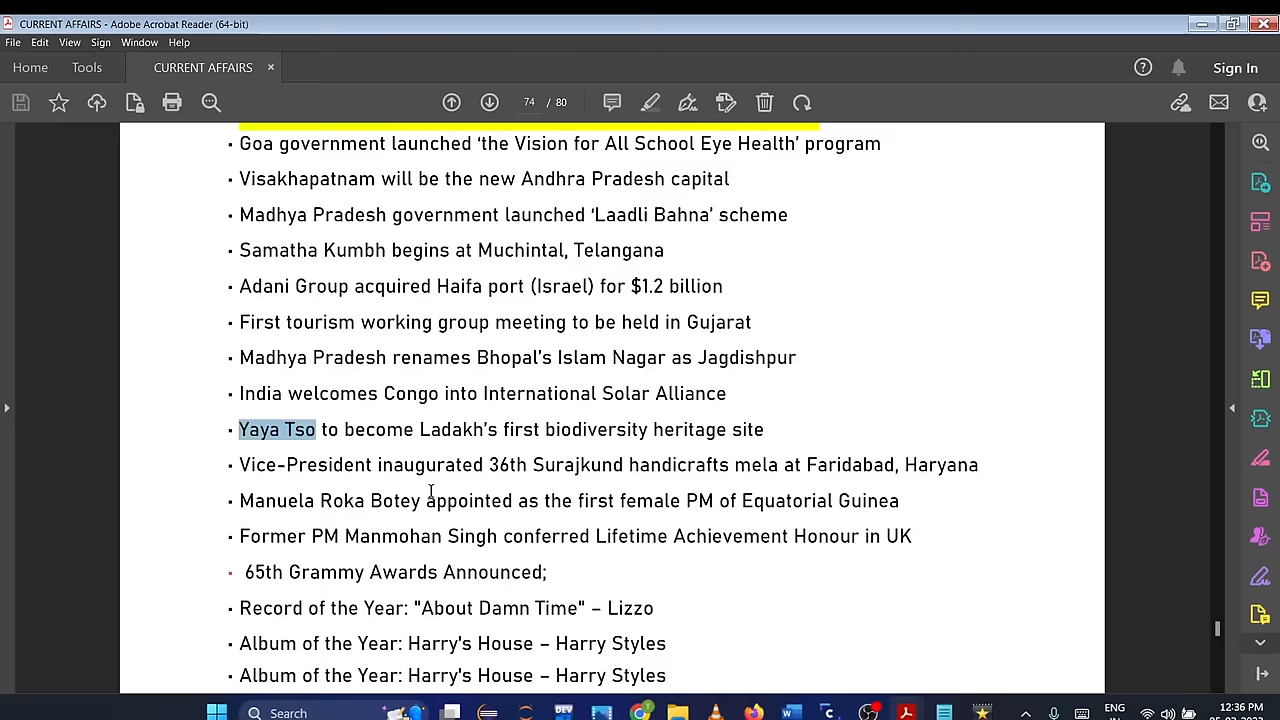 CURRENT AFFAIRS - Adobe Acrobat Reader (64-bit)
File Edit View Sign Window Help
Home Tools CURRENT AFFAIRS × Sign In
74 / 80
▪ Goa government launched ‘the Vision for All School Eye Health’ program
▪ Visakhapatnam will be the new Andhra Pradesh capital
▪ Madhya Pradesh government launched ‘Laadli Bahna’ scheme
▪ Samatha Kumbh begins at Muchintal, Telangana
▪ Adani Group acquired Haifa port (Israel) for $1.2 billion
▪ First tourism working group meeting to be held in Gujarat
▪ Madhya Pradesh renames Bhopal’s Islam Nagar as Jagdishpur
▪ India welcomes Congo into International Solar Alliance
▪ Yaya Tso to become Ladakh’s first biodiversity heritage site
▪ Vice-President inaugurated 36th Surajkund handicrafts mela at Faridabad, Haryana
▪ Manuela Roka Botey appointed as the first female PM of Equatorial Guinea
▪ Former PM Manmohan Singh conferred Lifetime Achievement Honour in UK
▪ 65th Grammy Awards Announced;
▪ Record of the Year: "About Damn Time" – Lizzo
▪ Album of the Year: Harry's House – Harry Styles
▪ Album of the Year: Harry's House – Harry Styles
Search DEV ENG 12:36 PM